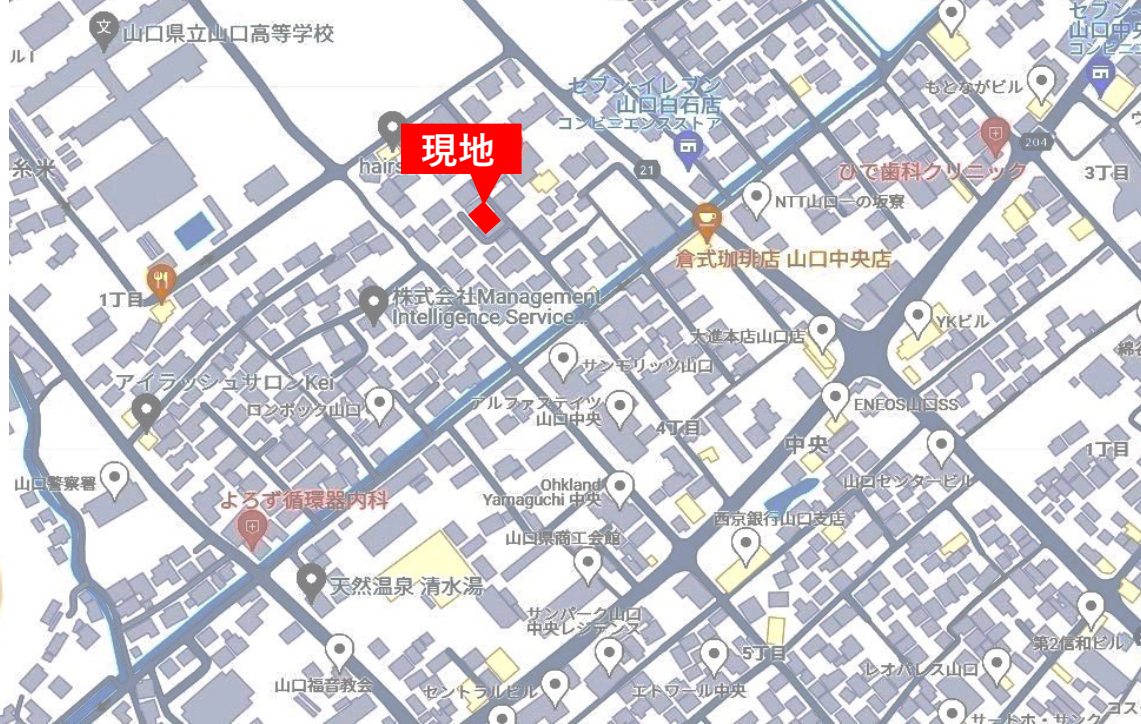 山口県立山口高等学校
セブン-イレブン
山口白石店
コンビニエンスストア
もとながビル
204
ひで歯科クリニック
3丁目
糸米
現地
21
NTT山口一の坂寮
倉式珈琲店 山口中央店
1丁目
株式会社Management
Intelligence Service...
大進本店山口店
YKビル
サンモリッツ山口
アイラッシュサロンKei
ロンポッタ山口
アルファステイツ
山口中央
4丁目
ENEOS山口SS
中央
1丁目
山口警察署
よろず循環器内科
Ohkland
Yamaguchi 中央
山口センタービル
西京銀行山口支店
山口県商工会館
天然温泉 清水湯
サンパーク山口
中央レジデンス
5丁目
第2信和ビル
レオパレス山口
山口福音教会
セントラルビル
エトワール中央